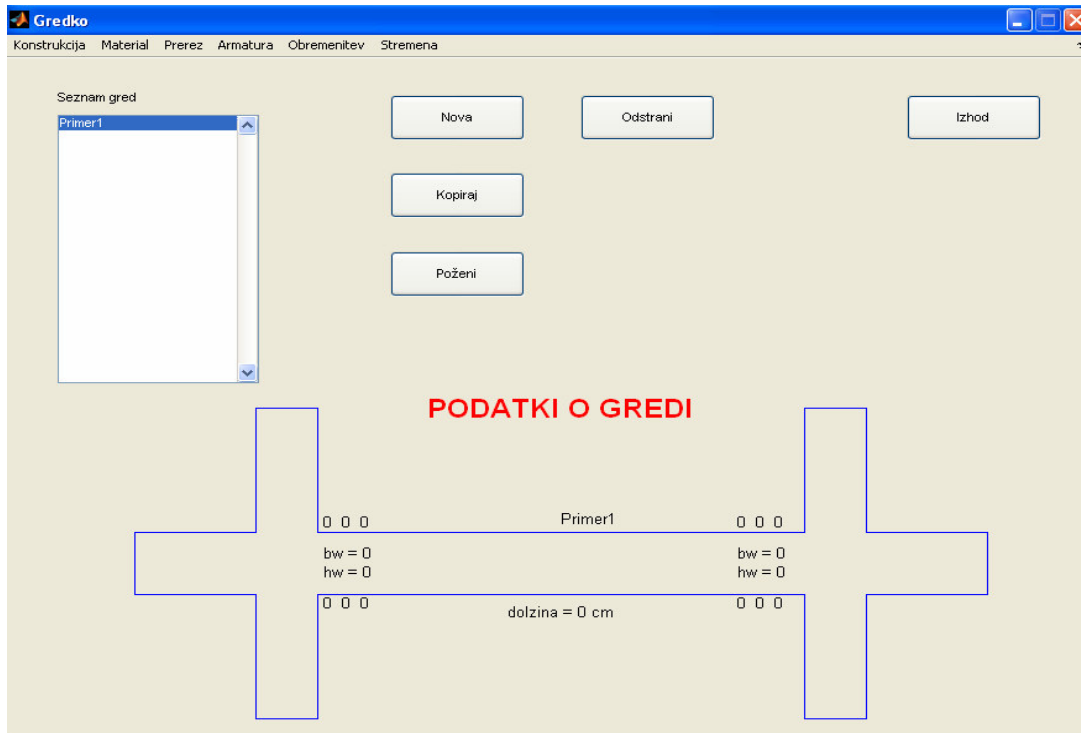 Gredko
Konstrukcija Material Prerez Armatura Obremenitev Stremena
Seznam gred
Primer1
Nova
Odstrani
Izhod
Kopiraj
Poženi
PODATKI O GREDI
0 0 0
Primer1
0 0 0
bw = 0
bw = 0
hw = 0
hw = 0
0 0 0
dolzina = 0 cm
0 0 0